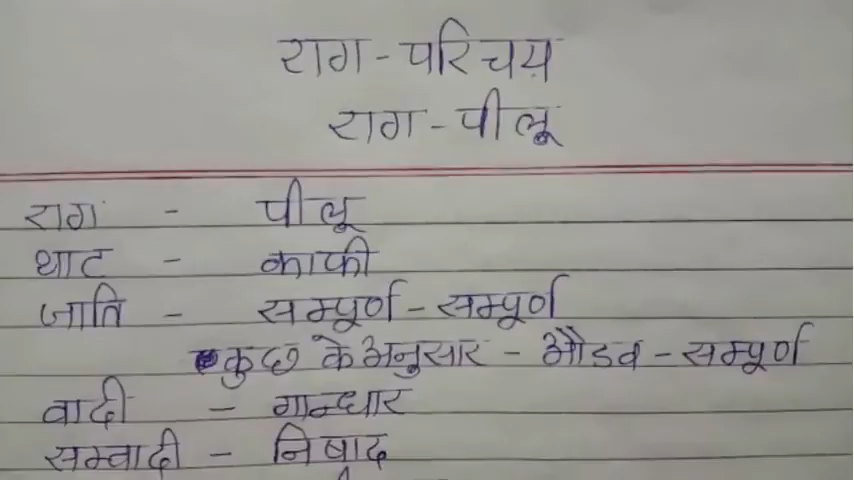 राग - परिचय
राग - पीलू
राग - पीलू
थाट - काफी
जाति - सम्पूर्ण - सम्पूर्ण
कुछ के अनुसार - औडव - सम्पूर्ण
वादी - गान्धार
सम्वादी - निषाद